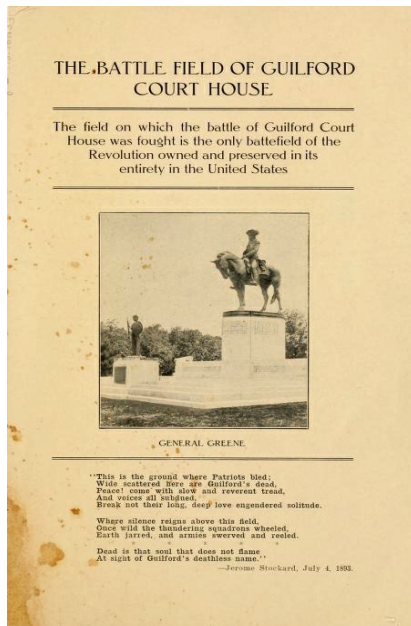 THE BATTLE FIELD OF GUILFORD
COURT HOUSE
The field on which the battle of Guilford Court
House was fought is the only battefield of the
Revolution owned and preserved in its
entirety in the United States
GENERAL GREENE
"This is the ground where Patriots bled;
Wide scattered here are Guilford's dead,
Peace! come with slow and reverent tread,
And voices all subdued,
Break not their long, deep love engendered solitude.
Where silence reigns above this field,
Once wild the thundering squadrons wheeled,
Earth jarred, and armies swerved and reeled.
* * * * *
Dead is that soul that does not flame
At sight of Guilford's deathless name."
—Jerome Stockard, July 4, 1893.